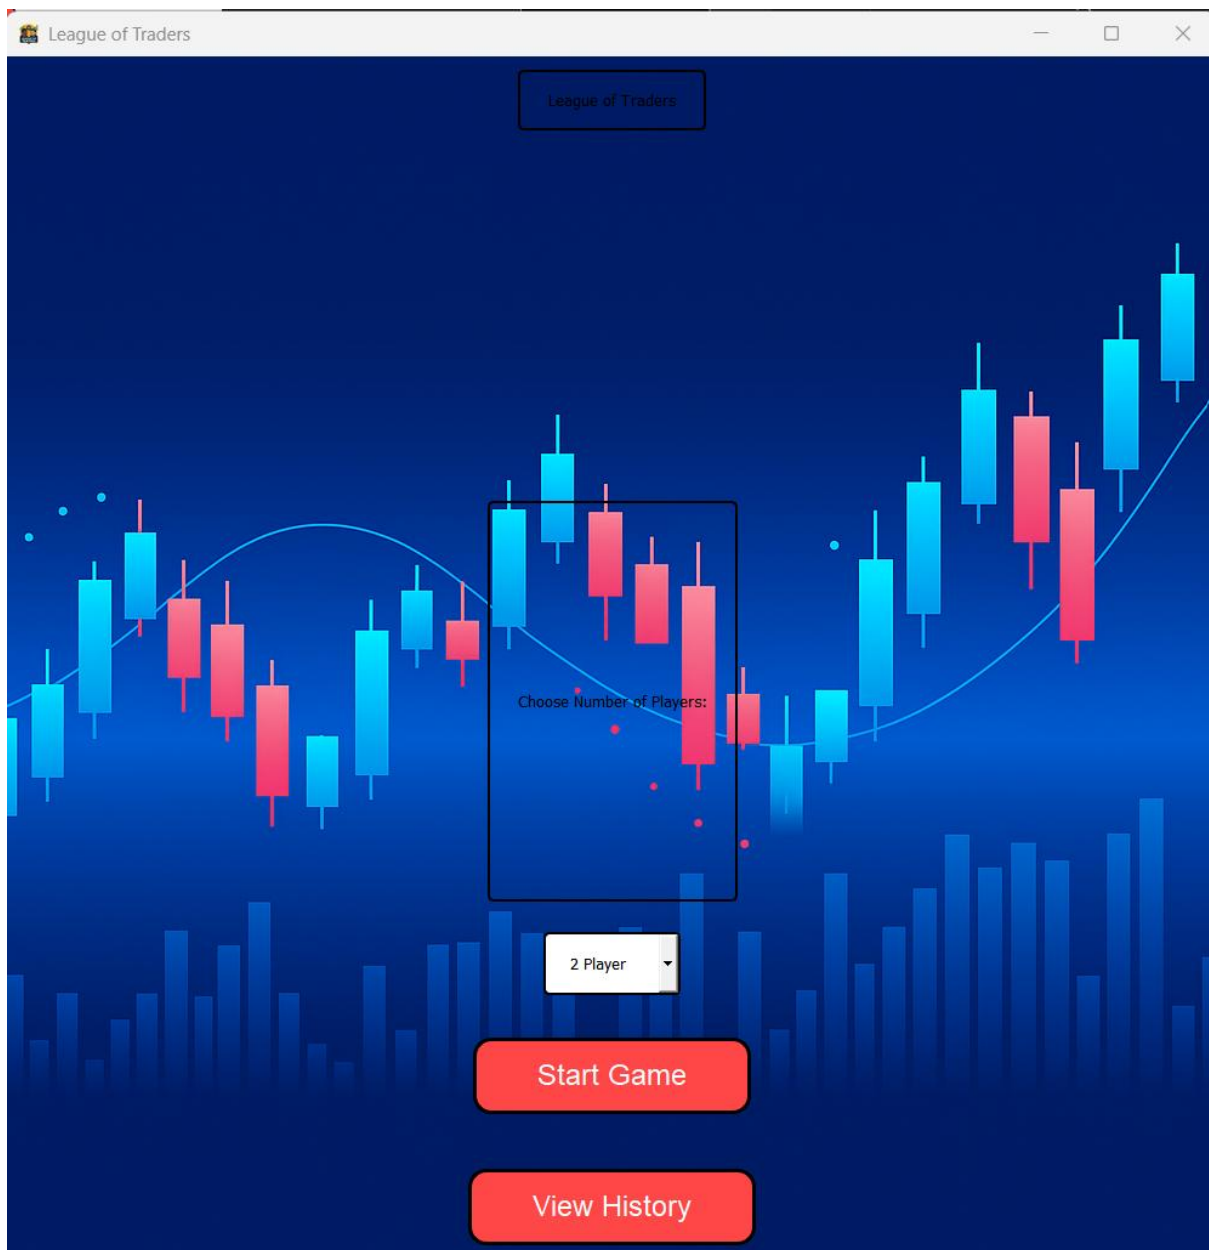 League of Traders
League of Traders
Choose Number of Players:
2 Player
Start Game
View History